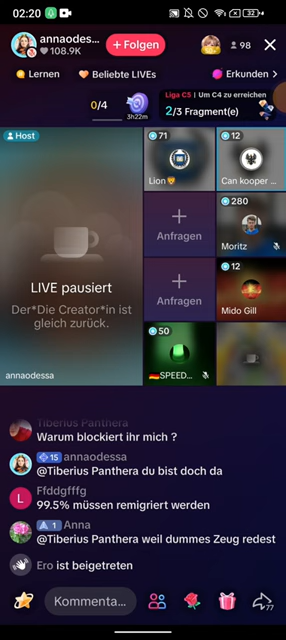 02:20
annaodes...
108.9K
+ Folgen
98
Lernen
Beliebte LIVEs
Erkunden >
0/4
3h22m
Liga C5 | Um C4 zu erreichen
2/3 Fragment(e)
Host
LIVE pausiert
Der*Die Creator*in ist
gleich zurück.
annaodessa
71
Lion
12
Can kooper ...
Anfragen
280
Moritz
Anfragen
12
Mido Gill
50
SPEED...
Tiberius Panthera
Warum blockiert ihr mich ?
15 annaodessa
@Tiberius Panthera du bist doch da
L
Ffddgfffg
99.5% müssen remigriert werden
1 Anna
@Tiberius Panthera weil dummes Zeug redest
Ero ist beigetreten
Kommenta...
77